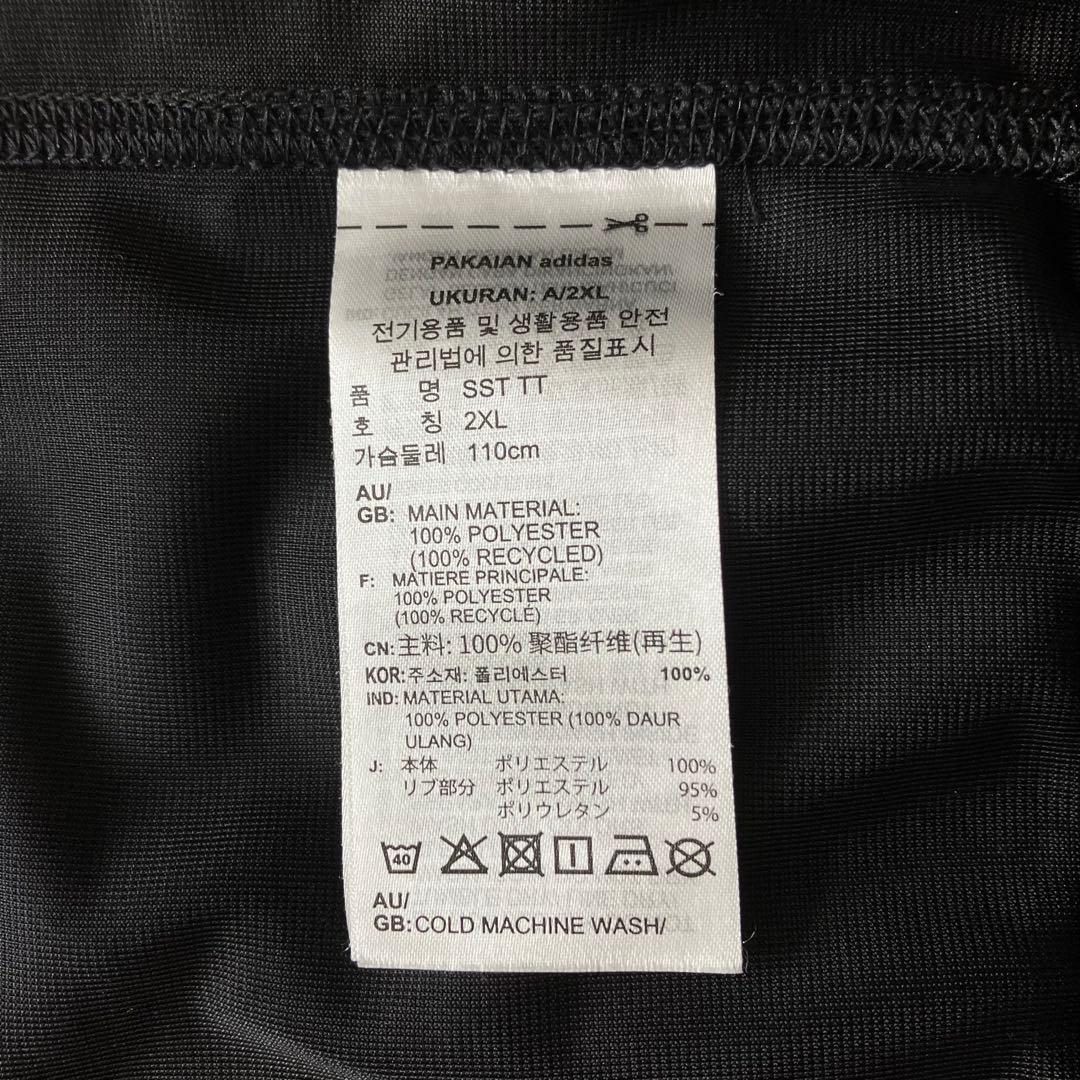 PAKAIAN adidas
UKURAN: A/2XL
전기용품 및 생활용품 안전
관리법에 의한 품질표시
품 명 SST TT
호 칭 2XL
가슴둘레 110cm
AU/
GB: MAIN MATERIAL:
100% POLYESTER
(100% RECYCLED)
F: MATIERE PRINCIPALE:
100% POLYESTER
(100% RECYCLÉ)
CN: 主料: 100% 聚酯纤维(再生)
KOR: 주소재: 폴리에스터 100%
IND: MATERIAL UTAMA:
100% POLYESTER (100% DAUR
ULANG)
J: 本体 ポリエステル 100%
リブ部分 ポリエステル 95%
ポリウレタン 5%
40
AU/
GB: COLD MACHINE WASH/